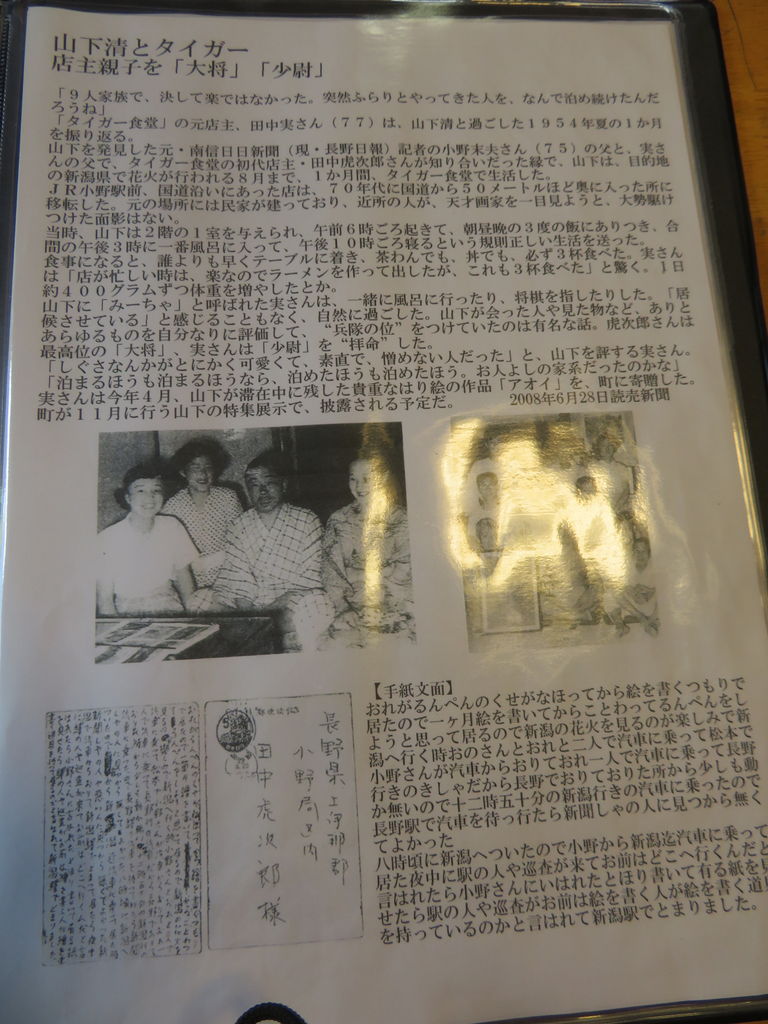 山下清とタイガー
店主親子を「大将」「少尉」
「９人家族で、決して楽ではなかった。突然ふらりとやってきた人を、なんで泊め続けたんだ
ろうね」
「タイガー食堂」の元店主、田中実さん（７７）は、山下清と過ごした１９５４年夏の１か月
を振り返る。
山下を発見した元・南信日日新聞（現・長野日報）記者の小野末夫さん（７５）の父と、実さ
んの父で、タイガー食堂の初代店主・田中虎次郎さんが知り合いだった縁で、山下は、目的地
の新潟県で花火が行われる８月まで、１か月間、タイガー食堂で生活した。
ＪＲ小野駅前、国道沿いにあった店は、７０年代に国道から５０メートルほど奥に入った所に
移転した。元の場所には民家が建っており、近所の人が、天才画家を一目見ようと、大勢駆け
つけた面影はない。
当時、山下は２階の１室を与えられ、午前６時ごろ起きて、朝昼晩の３度の飯にありつき、合
間の午後３時に一番風呂に入って、午後１０時ごろ寝るという規則正しい生活を送った。
食事になると、誰よりも早くテーブルに着き、茶わんでも、丼でも、必ず３杯食べた。実さん
は「店が忙しい時は、楽なのでラーメンを作って出したが、これも３杯食べた」と驚く。１日
約４００グラムずつ体重を増やしたとか。
山下に「みーちゃ」と呼ばれた実さんは、一緒に風呂に行ったり、将棋を指したりした。「居
候させている」と感じることもなく、自然に過ごした。山下が会った人や見た物など、ありと
あらゆるものを自分なりに評価して、“兵隊の位”をつけていたのは有名な話。虎次郎さんは
最高位の「大将」、実さんは「少尉」を“拝命”した。
「しぐさなんかがとにかく可愛くて、素直で、憎めない人だった」と、山下を評する実さん。
「泊まるほうも泊まるほうなら、泊めたほうも泊めたほう。お人よしの家系だったのかな」
実さんは今年４月、山下が滞在中に残した貴重なはり絵の作品「アオイ」を、町に寄贈した。
町が１１月に行う山下の特集展示で、披露される予定だ。 2008年6月28日読売新聞
長野県上伊那郡
小野局区内
田中虎次郎様
【手紙文面】
おれがるんぺんのくせがなほってから絵を書くつもりで
居たので一ヶ月絵を書いてからことわってるんぺんをし
ようと思って居るので新潟の花火を見るのが楽しみで新
潟へ行く時おのさんとおれと二人で汽車に乗って松本で
小野さんが汽車からおりておれ一人で汽車に乗って長野
行きのきしゃだから長野でおりておりた所から少しも動
か無いので十二時五十分の新潟行きの汽車に乗ったので
長野駅で汽車を待っ行たら新聞しゃの人に見つから無く
てよかった
八時頃に新潟へついたので小野から新潟迄汽車に乗って
居た夜中に駅の人や巡査が来てお前はどこへ行くんだと
言はれたら小野さんにいはれたとほり書いて有る紙を見
せたら駅の人や巡査がお前は絵を書く人が絵を書く道具
を持っているのかと言はれて新潟駅でとまりました。